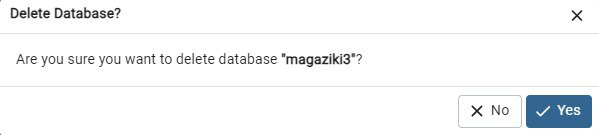 Delete Database?
Are you sure you want to delete database "magaziki3"?
No
Yes